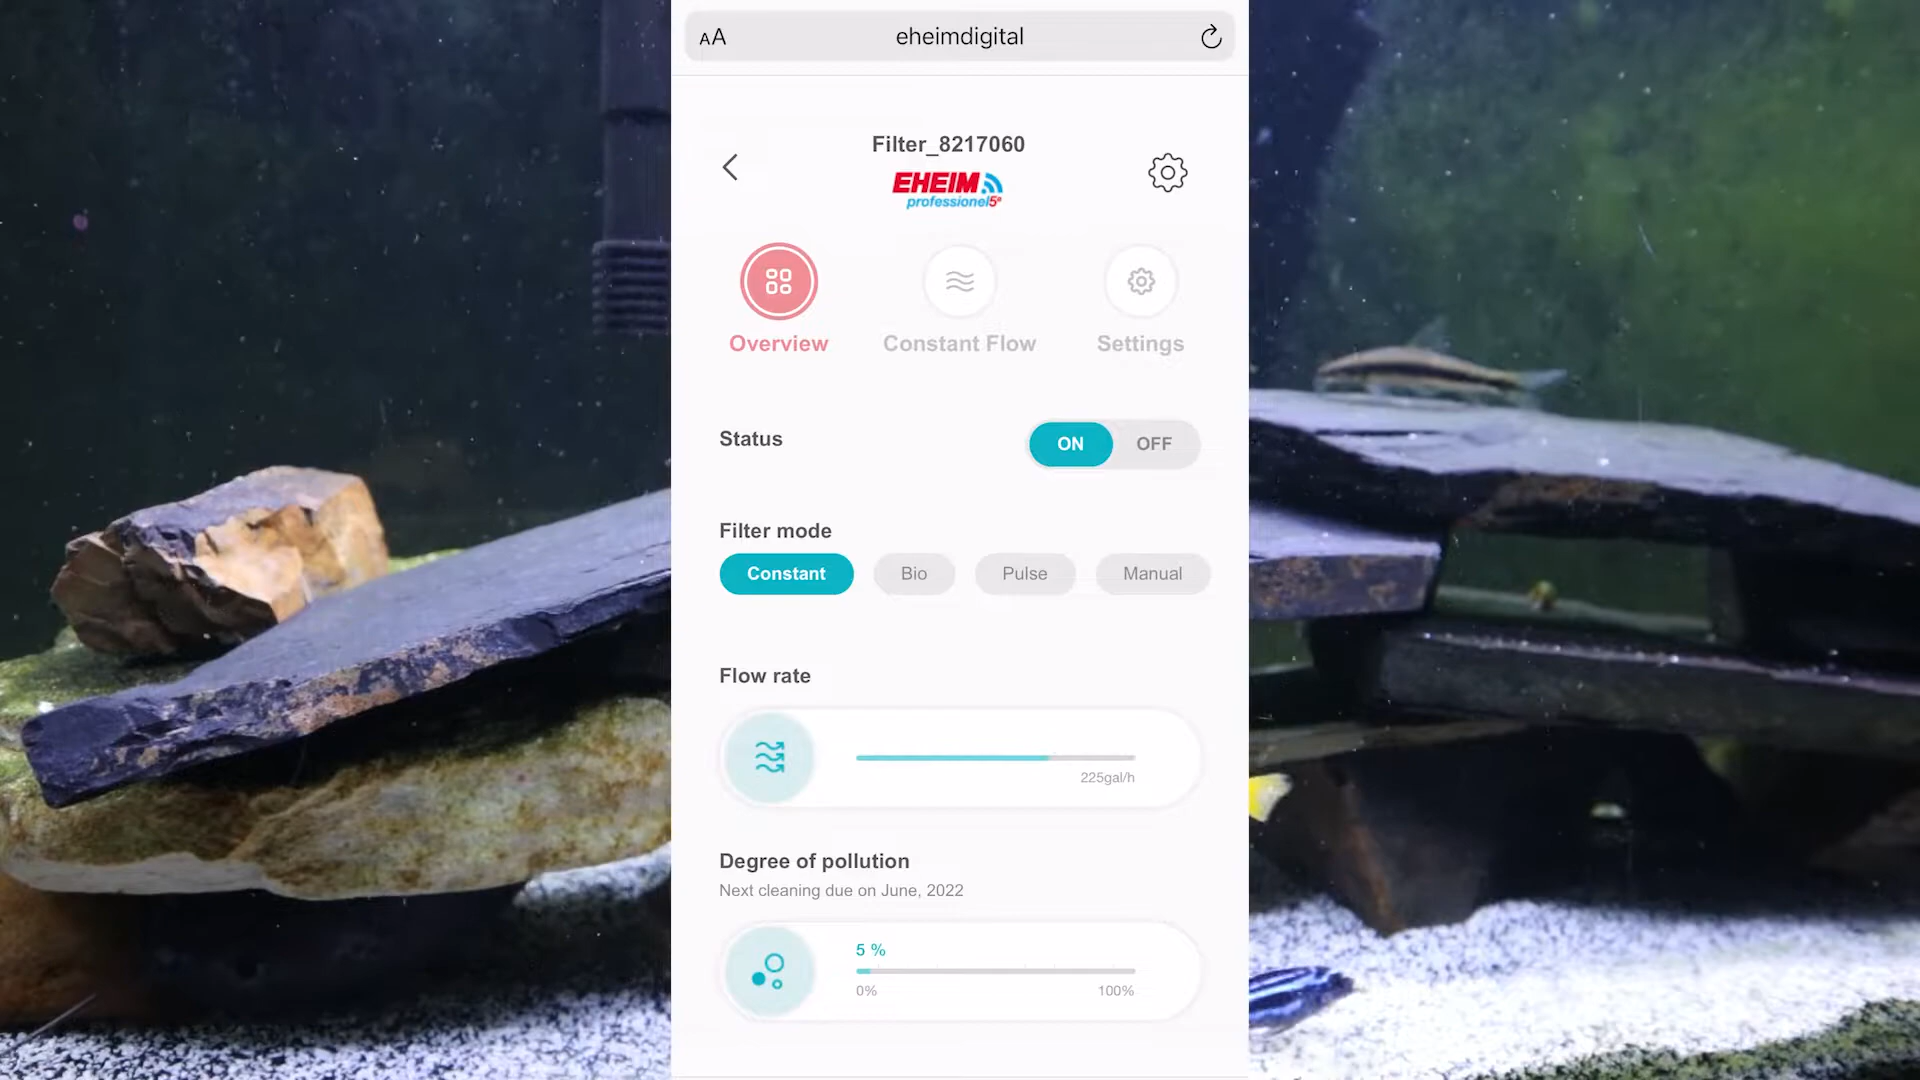 AA eheimdigital
Filter_8217060
EHEIM
professionel5e
Overview Constant Flow Settings
Status ON OFF
Filter mode
Constant Bio Pulse Manual
Flow rate
225gal/h
Degree of pollution
Next cleaning due on June, 2022
5 %
0% 100%